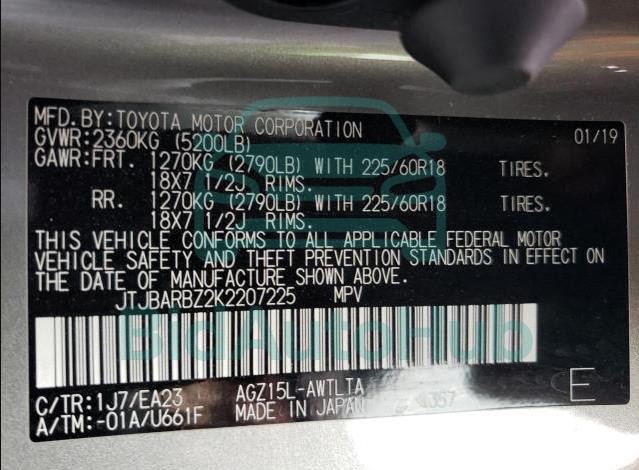 MFD.BY:TOYOTA MOTOR CORPORATION 01/19
GVWR:2360KG (5200LB)
GAWR:FRT. 1270KG (2790LB) WITH 225/60R18 TIRES.
18X7 1/2J RIMS.
RR. 1270KG (2790LB) WITH 225/60R18 TIRES.
18X7 1/2J RIMS.
THIS VEHICLE CONFORMS TO ALL APPLICABLE FEDERAL MOTOR
VEHICLE SAFETY AND THEFT PREVENTION STANDARDS IN EFFECT ON
THE DATE OF MANUFACTURE SHOWN ABOVE.
JTJBARBZ2K2207225 MPV
BidAutoHub
C/TR:1J7/EA23 AGZ15L-AWTLTA
A/TM:-01A/U661F MADE IN JAPAN
E